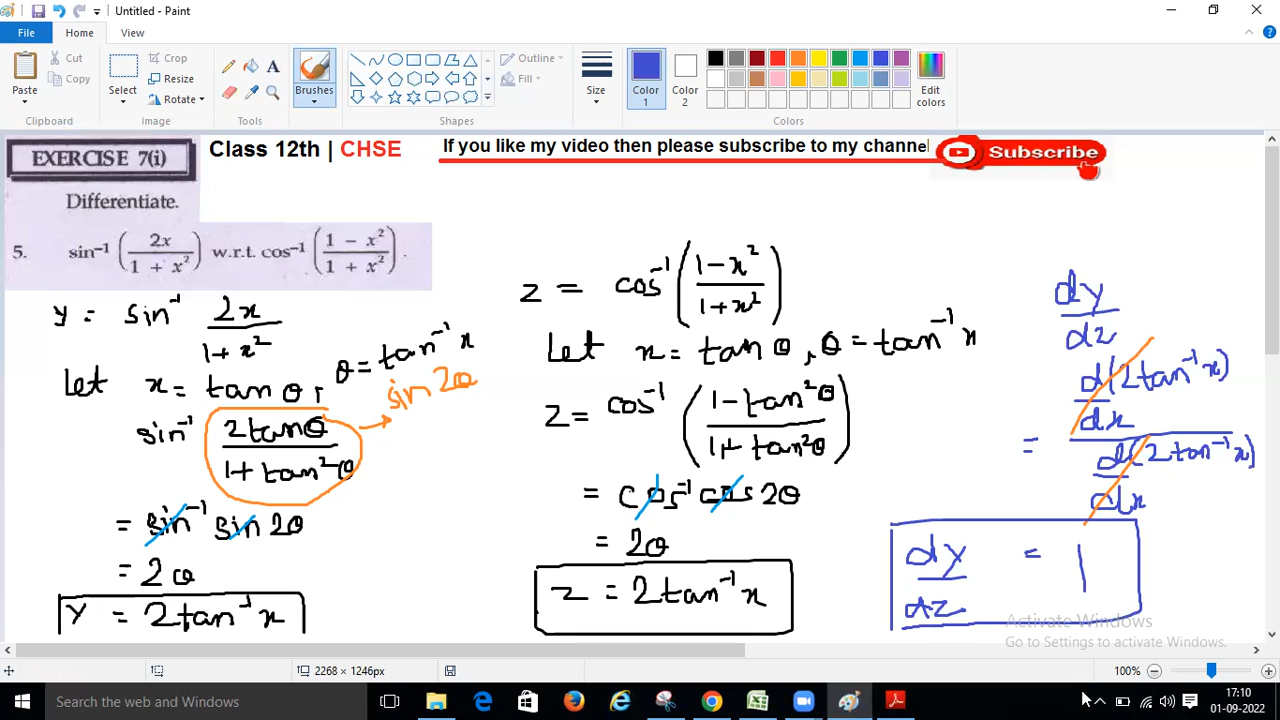 Untitled - Paint
File Home View
Paste Cut Copy Select Crop Resize Rotate A Brushes Outline Fill Size Color 1 Color 2 Edit colors
Clipboard Image Tools Shapes Colors
EXERCISE 7(i)
Class 12th | CHSE
If you like my video then please subscribe to my channel
Subscribe
Differentiate.
5. sin⁻¹ (2x / 1 + x²) w.r.t. cos⁻¹ (1 − x² / 1 + x²).
y = sin⁻¹ 2x / 1+x²
Let x = tan θ, θ = tan⁻¹ x
sin⁻¹ 2tanθ / 1+tan²θ → sin 2θ
= sin⁻¹ sin 2θ
= 2θ
Y = 2tan⁻¹ x
z = cos⁻¹ (1−x² / 1+x²)
Let x = tan θ, θ = tan⁻¹ x
z = cos⁻¹ (1−tan²θ / 1+tan²θ)
= cos⁻¹ cos 2θ
= 2θ
z = 2tan⁻¹ x
dy / dz
= d/dx (2tan⁻¹ x) / d/dx (2tan⁻¹ x)
dy / dz = 1
Activate Windows
Go to Settings to activate Windows.
2268 × 1246px
100%
Type here to search
17:10
01-09-2022